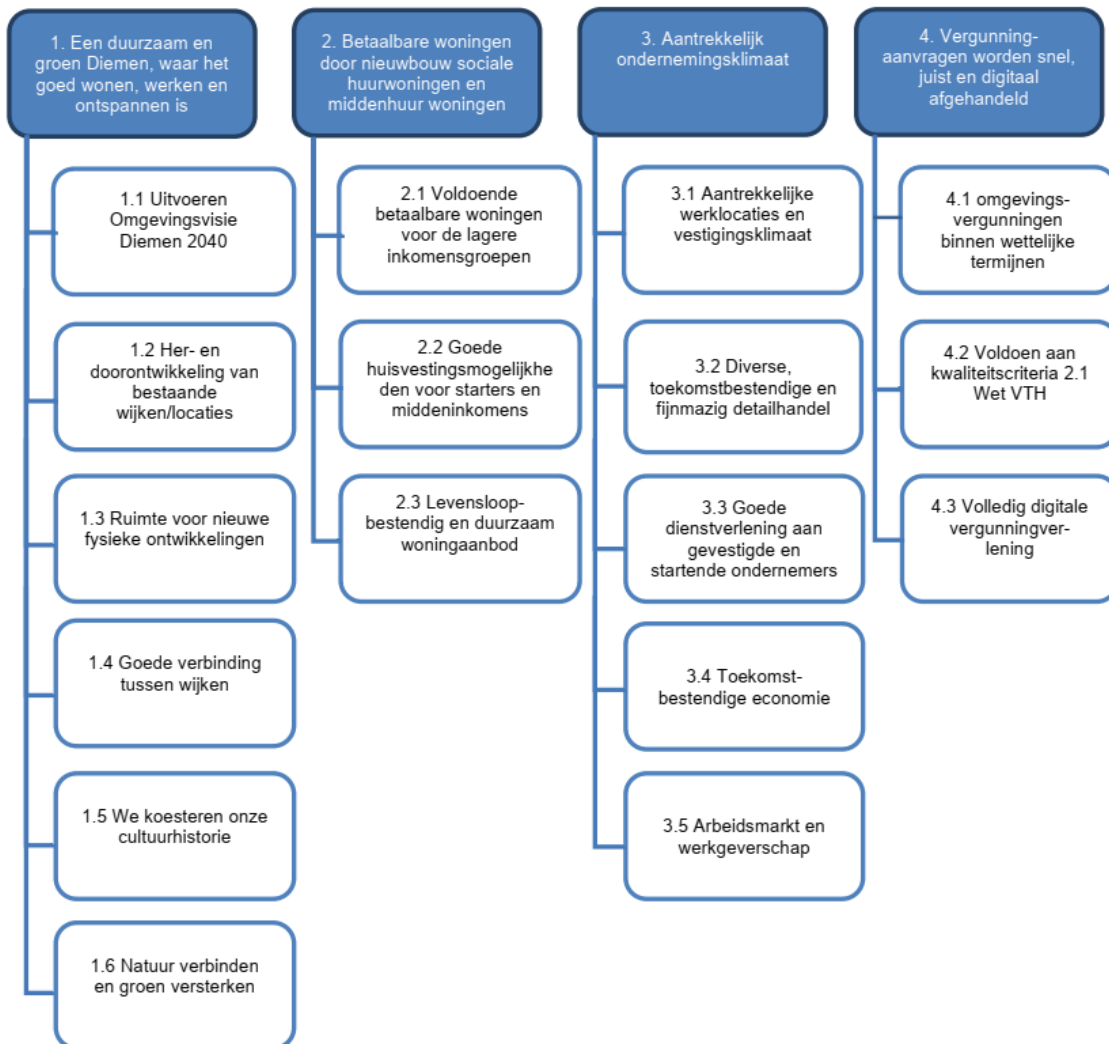 1. Een duurzaam en
groen Diemen, waar het
goed wonen, werken en
ontspannen is
1.1 Uitvoeren
Omgevingsvisie
Diemen 2040
1.2 Her- en
doorontwikkeling van
bestaande
wijken/locaties
1.3 Ruimte voor nieuwe
fysieke ontwikkelingen
1.4 Goede verbinding
tussen wijken
1.5 We koesteren onze
cultuurhistorie
1.6 Natuur verbinden
en groen versterken
2. Betaalbare woningen
door nieuwbouw sociale
huurwoningen en
middenhuur woningen
2.1 Voldoende
betaalbare woningen
voor de lagere
inkomensgroepen
2.2 Goede
huisvestingsmogelijkhe
den voor starters en
middeninkomens
2.3 Levensloop-
bestendig en duurzaam
woningaanbod
3. Aantrekkelijk
ondernemingsklimaat
3.1 Aantrekkelijke
werklocaties en
vestigingsklimaat
3.2 Diverse,
toekomstbestendige en
fijnmazig detailhandel
3.3 Goede
dienstverlening aan
gevestigde en
startende ondernemers
3.4 Toekomst-
bestendige economie
3.5 Arbeidsmarkt en
werkgeverschap
4. Vergunning-
aanvragen worden snel,
juist en digitaal
afgehandeld
4.1 omgevings-
vergunningen
binnen wettelijke
termijnen
4.2 Voldoen aan
kwaliteitscriteria 2.1
Wet VTH
4.3 Volledig digitale
vergunningver-
lening